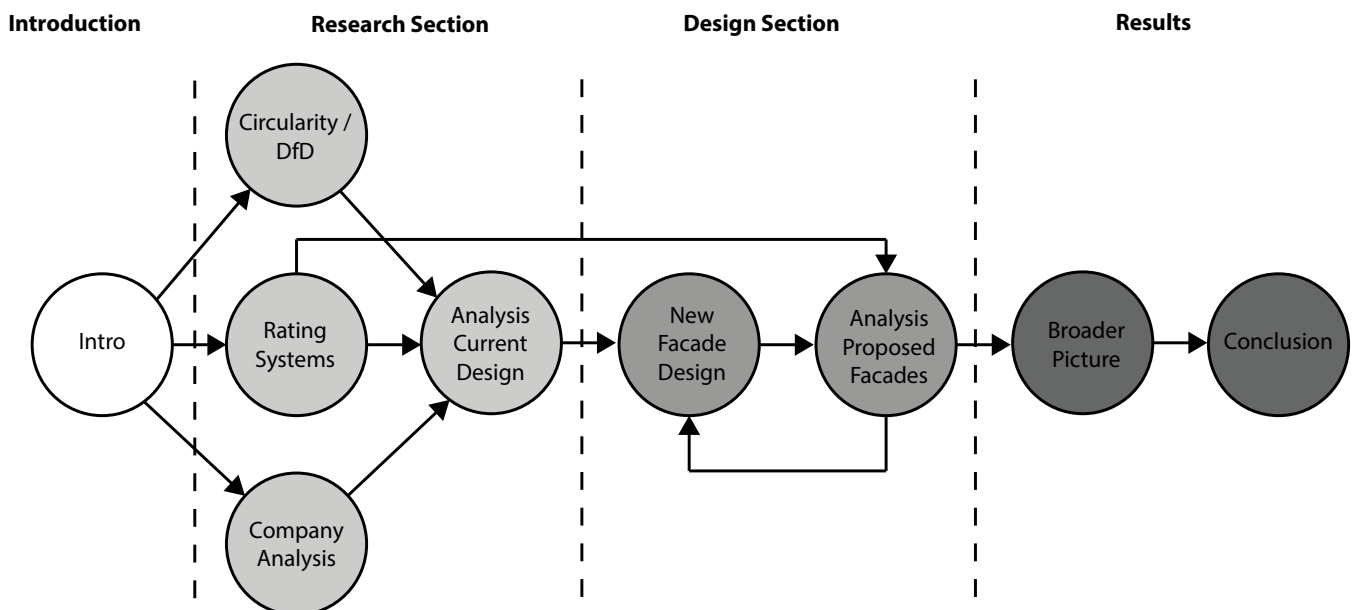 Introduction
Research Section
Design Section
Results
Circularity /
DfD
Intro
Rating
Systems
Analysis
Current
Design
New
Facade
Design
Analysis
Proposed
Facades
Broader
Picture
Conclusion
Company
Analysis